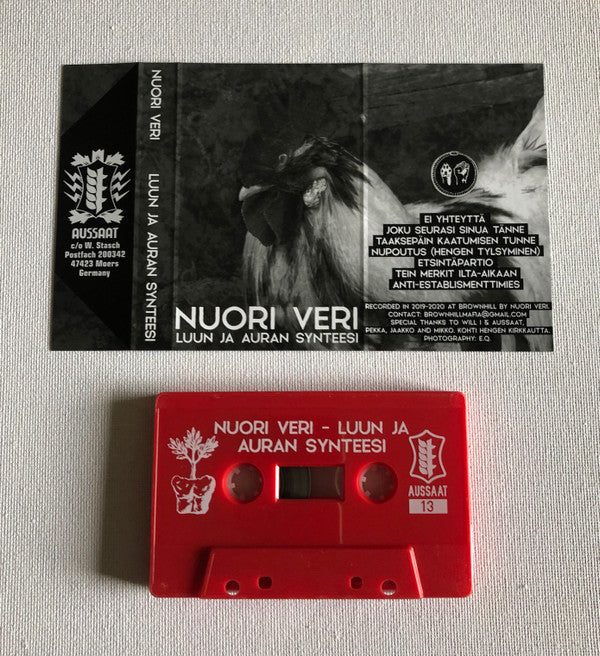 AUSSAAT
c/o W. Stasch
Postfach 200342
47423 Moers
Germany
NUORI VERI LUUN JA AURAN SYNTEESI
NUORI VERI
LUUN JA AURAN SYNTEESI
EI YHTEYTTÄ
JOKU SEURASI SINUA TÄNNE
TAAKSEPÄIN KAATUMISEN TUNNE
NUPOUTUS (HENGEN TYLSYMINEN)
ETSINTÄPARTIO
TEIN MERKIT ILTA-AIKAAN
ANTI-ESTABLISMENTTIMIES
RECORDED IN 2019-2020 AT BROWNHILL BY NUORI VERI.
CONTACT: BROWNHILLMAFIA@GMAIL.COM
SPECIAL THANKS TO WILL I & AUSSAAT,
PEKKA, JAAKKO AND MIKKO. KOHTI HENGEN KIRKKAUTTA.
PHOTOGRAPHY: E.Q.
NUORI VERI - LUUN JA
AURAN SYNTEESI
AUSSAAT
13